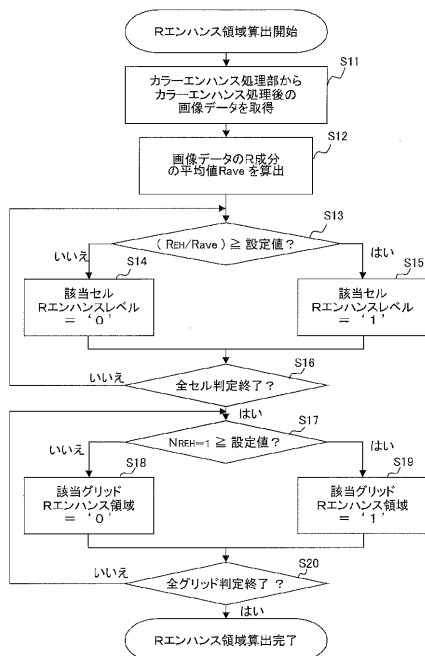 Rエンハンス領域算出開始
S11
カラーエンハンス処理部から
カラーエンハンス処理後の
画像データを取得
S12
画像データのR成分
の平均値Raveを算出
S13
（REH/Rave）≧ 設定値？
いいえ
はい
S14
該当セル
Rエンハンスレベル
＝ ‘0’
S15
該当セル
Rエンハンスレベル
＝ ‘1’
S16
全セル判定終了？
いいえ
はい
S17
NREH=1 ≧ 設定値？
いいえ
はい
S18
該当グリッド
Rエンハンス領域
＝ ‘0’
S19
該当グリッド
Rエンハンス領域
＝ ‘1’
S20
全グリッド判定終了？
いいえ
はい
Rエンハンス領域算出完了